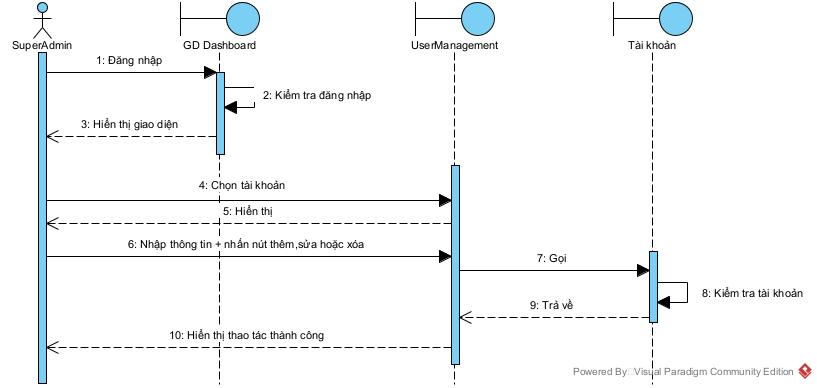 SuperAdmin
GD Dashboard
UserManagement
Tài khoản
1: Đăng nhập
2: Kiểm tra đăng nhập
3: Hiển thị giao diện
4: Chọn tài khoản
5: Hiển thị
6: Nhập thông tin + nhấn nút thêm,sửa hoặc xóa
7: Gọi
8: Kiểm tra tài khoản
9: Trả về
10: Hiển thị thao tác thành công
Powered By: Visual Paradigm Community Edition